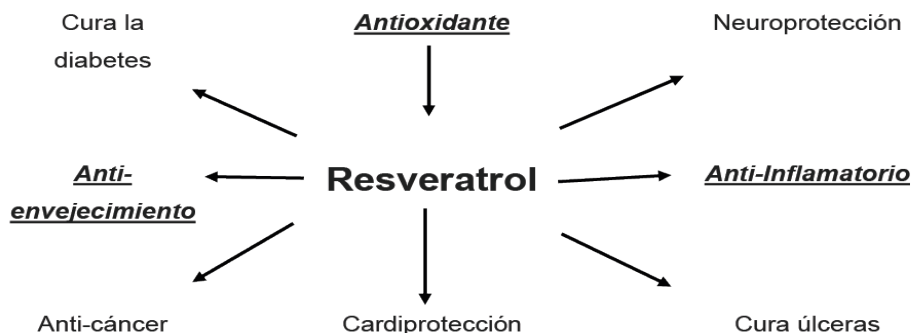 Cura la
diabetes
Antioxidante
Neuroprotección
Anti-
envejecimiento
Resveratrol
Anti-Inflamatorio
Anti-cáncer
Cardiprotección
Cura úlceras